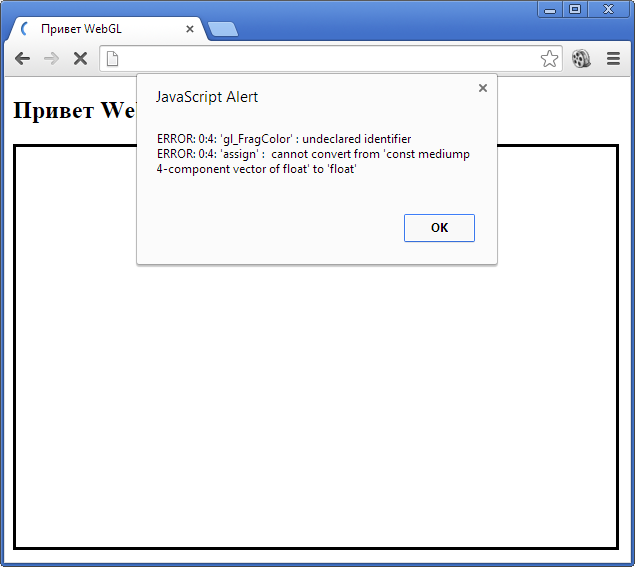 Привет WebGL
Привет We
JavaScript Alert
ERROR: 0:4: 'gl_FragColor' : undeclared identifier
ERROR: 0:4: 'assign' :  cannot convert from 'const mediump
4-component vector of float' to 'float'
OK